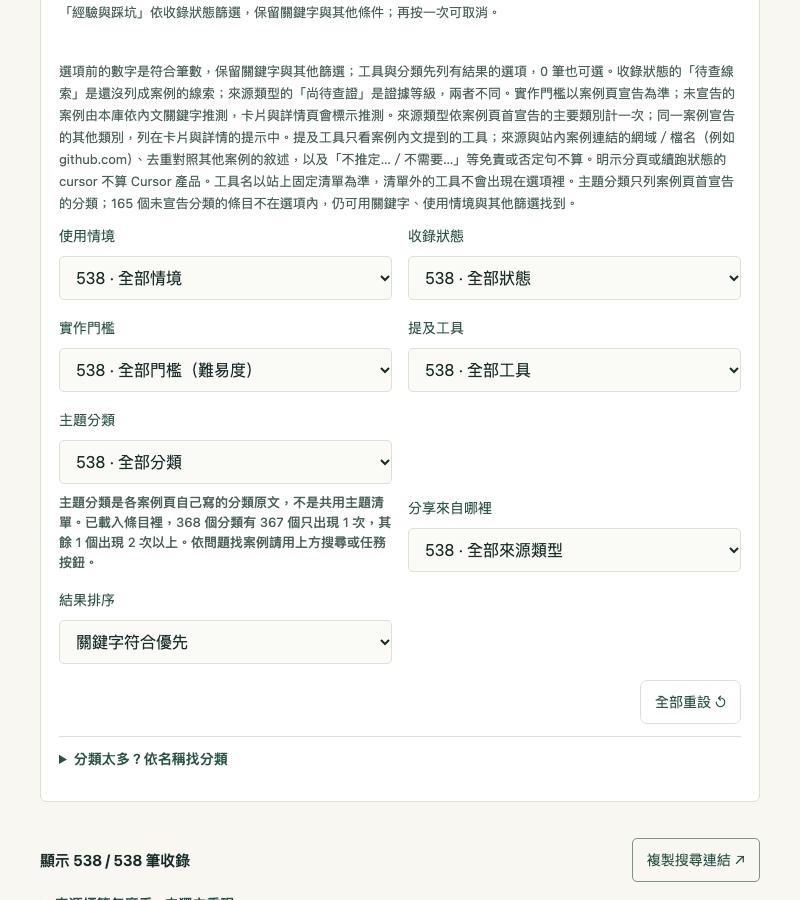 「經驗與踩坑」依收錄狀態篩選，保留關鍵字與其他條件；再按一次可取消。
選項前的數字是符合筆數，保留關鍵字與其他篩選；工具與分類先列有結果的選項，0 筆也可選。收錄狀態的「待查線
索」是還沒列成案例的線索；來源類型的「尚待查證」是證據等級，兩者不同。實作門檻以案例頁宣告為準；未宣告的
案例由本庫依內文關鍵字推測，卡片與詳情頁會標示推測。來源類型依案例頁首宣告的主要類別計一次；同一案例宣告
的其他類別，列在卡片與詳情的提示中。提及工具只看案例內文提到的工具；來源與站內案例連結的網域 / 檔名（例如
github.com）、去重對照其他案例的敘述，以及「不推定... / 不需要...」等免責或否定句不算。明示分頁或續跑狀態的
cursor 不算 Cursor 產品。工具名以站上固定清單為準，清單外的工具不會出現在選項裡。主題分類只列案例頁首宣告
的分類；165 個未宣告分類的條目不在選項內，仍可用關鍵字、使用情境與其他篩選找到。
使用情境
收錄狀態
538 · 全部情境
538 · 全部狀態
實作門檻
提及工具
538 · 全部門檻（難易度）
538 · 全部工具
主題分類
538 · 全部分類
主題分類是各案例頁自己寫的分類原文，不是共用主題清
單。已載入條目裡，368 個分類有 367 個只出現 1 次，其
餘 1 個出現 2 次以上。依問題找案例請用上方搜尋或任務
按鈕。
分享來自哪裡
538 · 全部來源類型
結果排序
關鍵字符合優先
全部重設
分類太多？依名稱找分類
顯示 538 / 538 筆收錄
複製搜尋連結